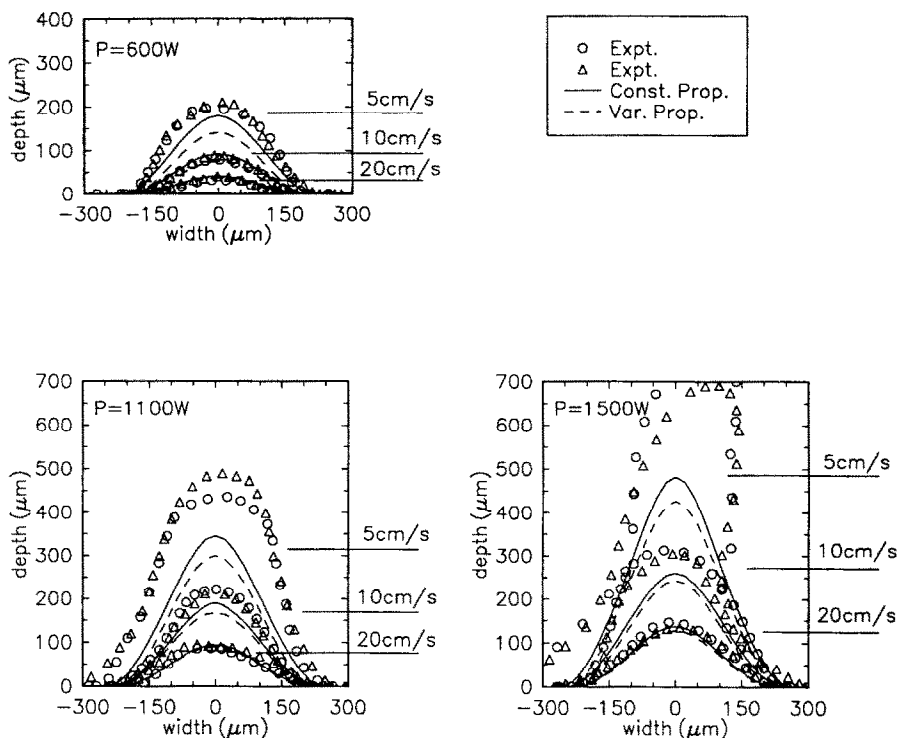 400
P=600W
300
200
100
0
depth (μm)
5cm/s
10cm/s
20cm/s
−300 −150 0 150 300
width (μm)
Expt.
Expt.
Const. Prop.
Var. Prop.
700
P=1100W
600
500
400
300
200
100
0
depth (μm)
5cm/s
10cm/s
20cm/s
−300 −150 0 150 300
width (μm)
700
P=1500W
600
500
400
300
200
100
0
depth (μm)
5cm/s
10cm/s
20cm/s
−300 −150 0 150 300
width (μm)